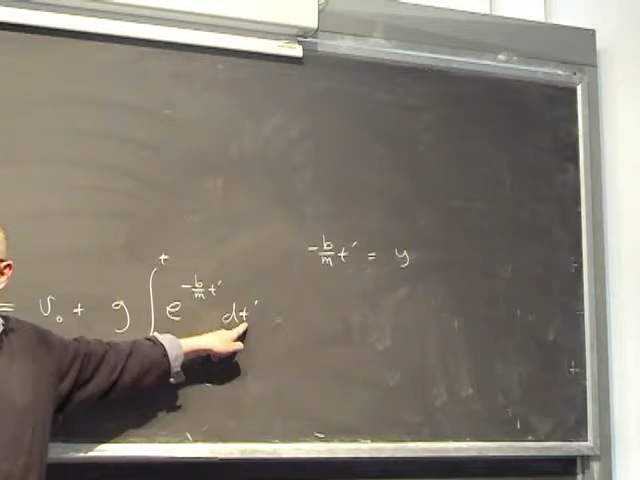 -b/m t' = y
= v₀ + g ∫ᵗ e^(-b/m t') dt'